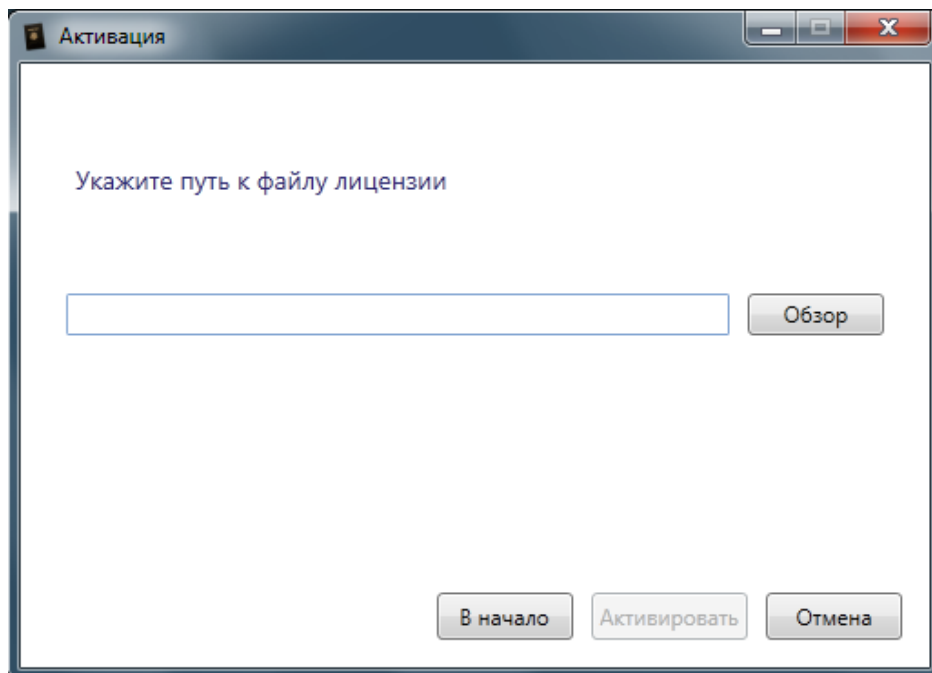 Активация
Укажите путь к файлу лицензии
Обзор
В начало Активировать Отмена